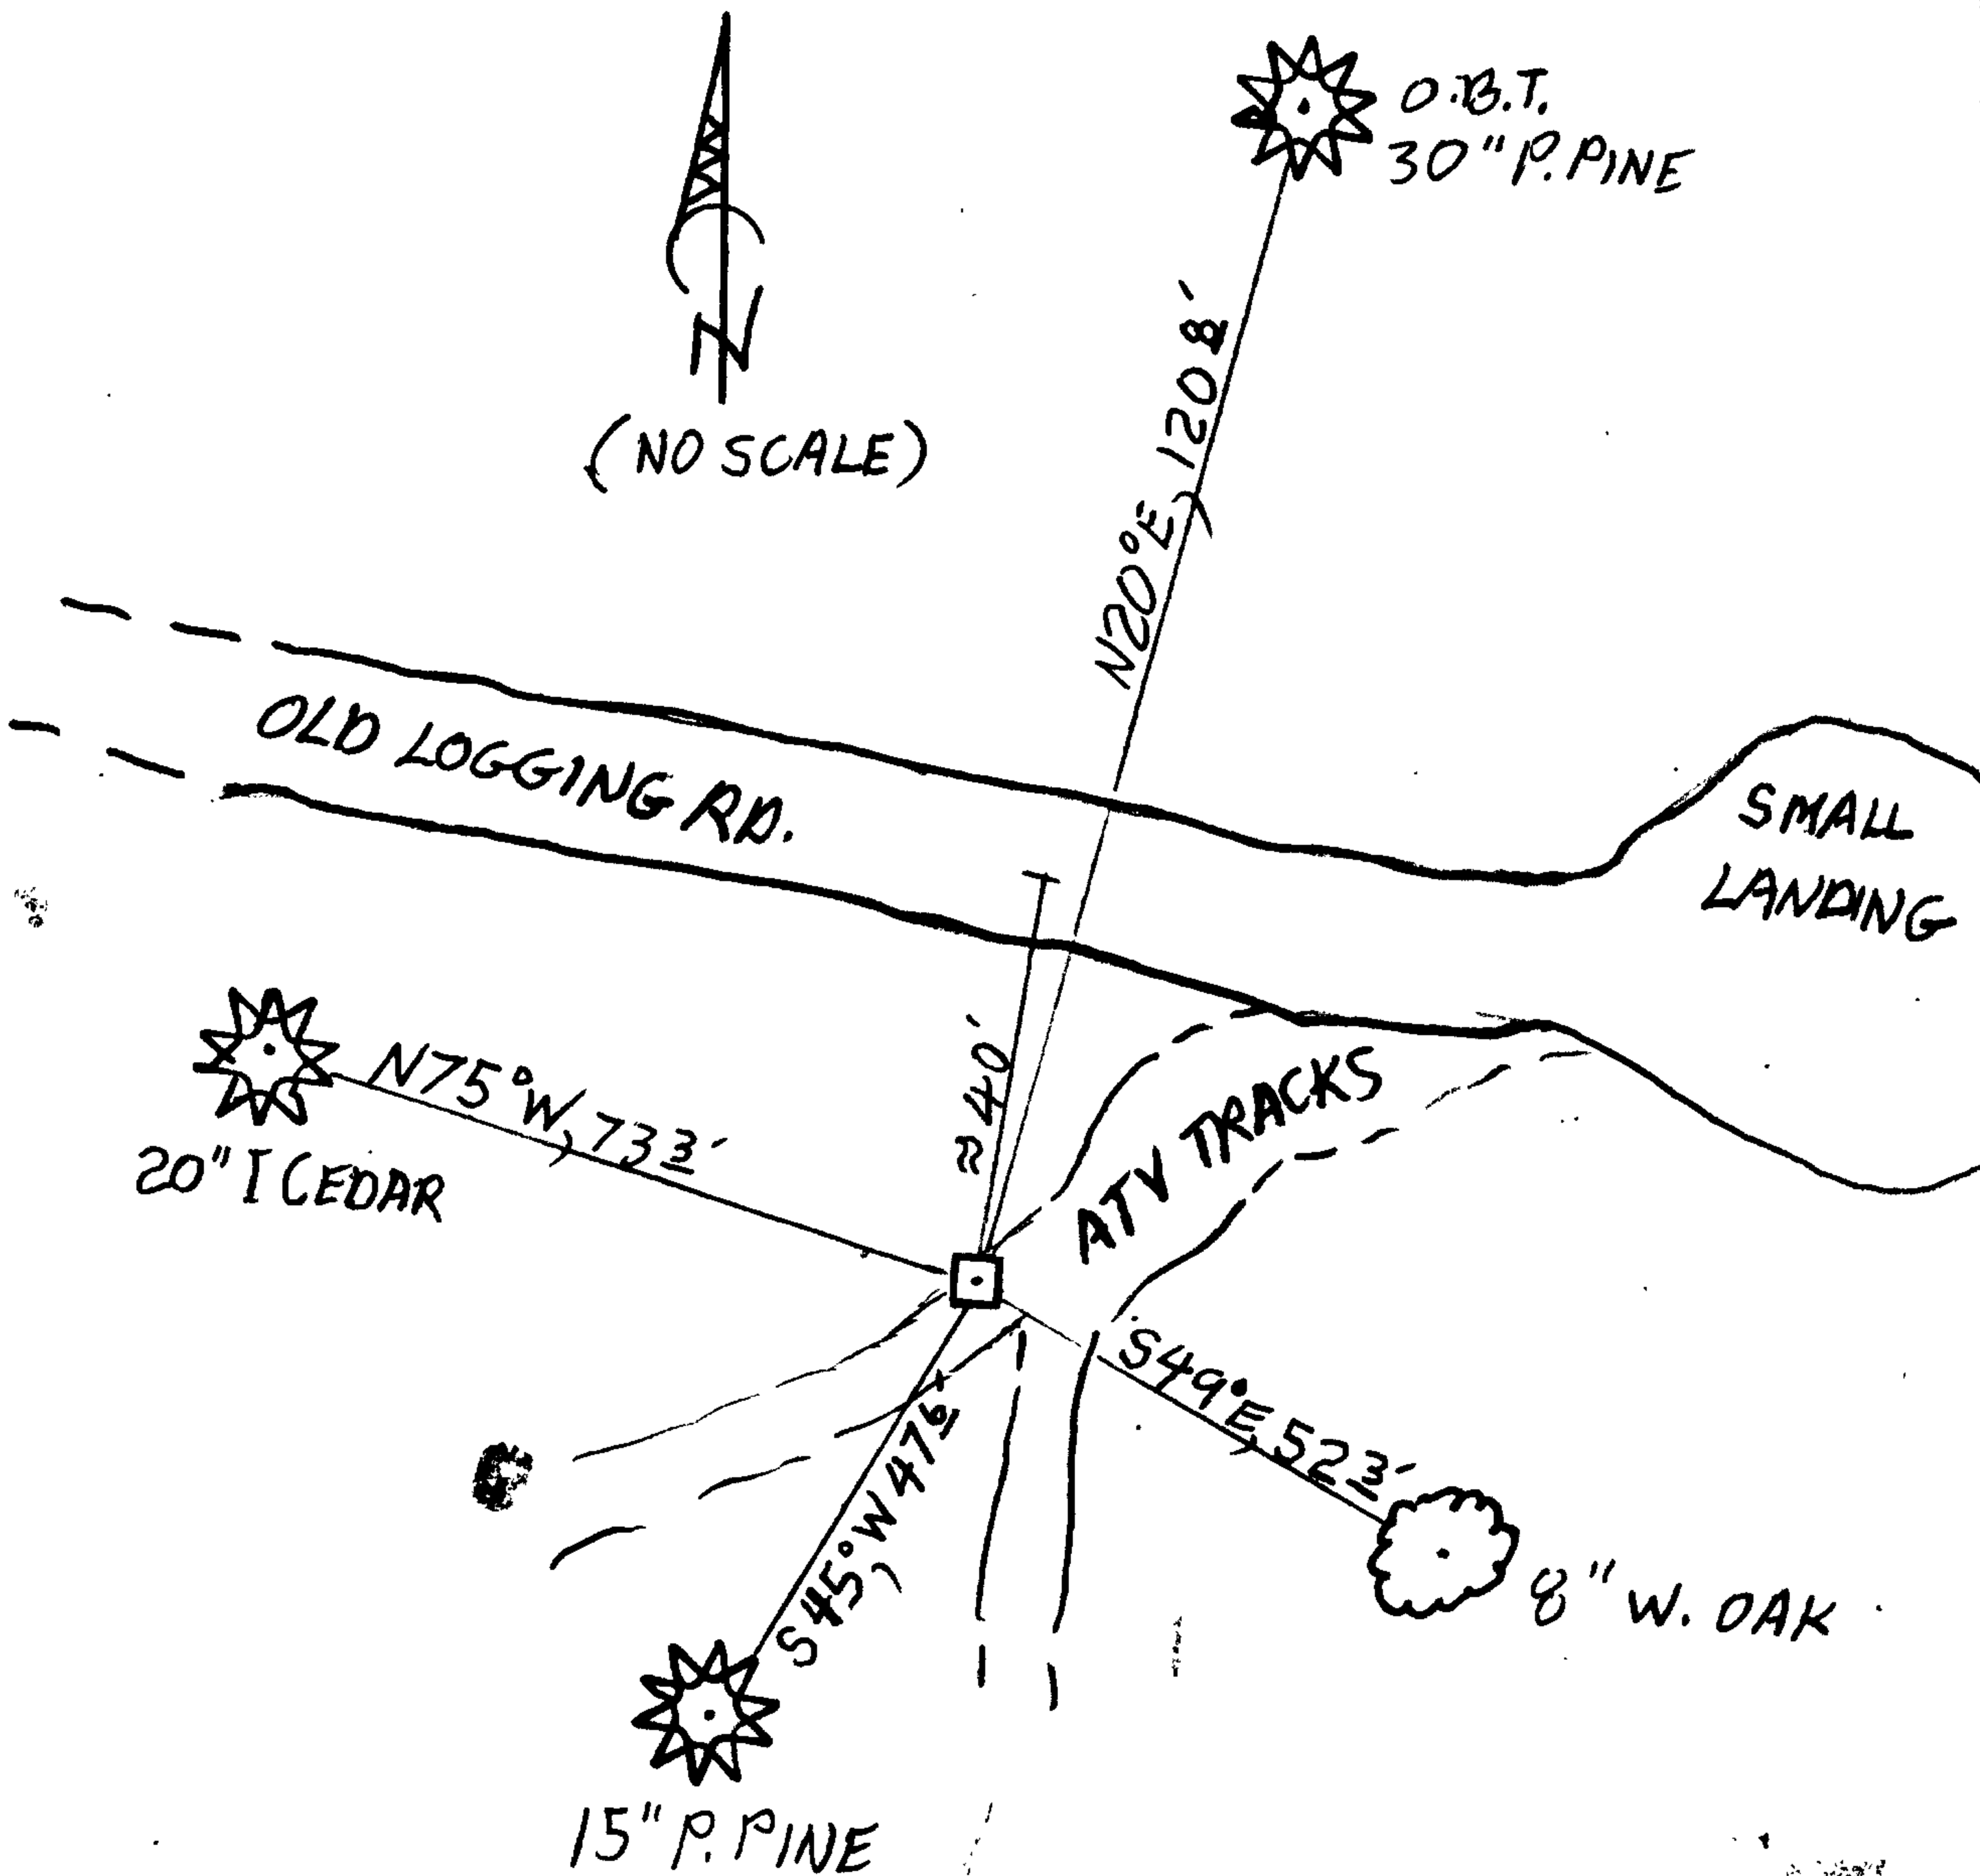 O.B.T.
30" P. PINE
N
(NO SCALE)
N20°E, 120 8'
OLD LOGGING RD.
SMALL
LANDING
≈ 40'
N75°W, 73 3'
20" I CEDAR
ATV TRACKS
S49°E, 52 3'
S45°W, 47 6'
8" W. OAK
15" P. PINE